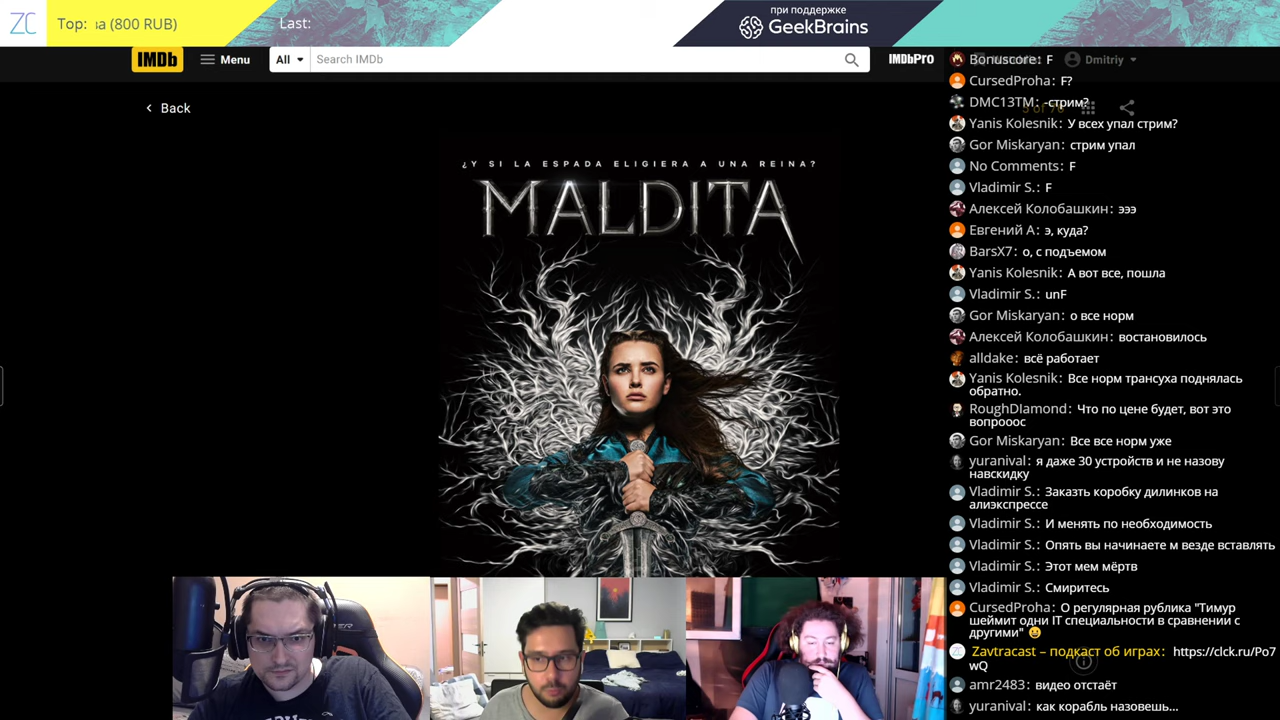 ZC
Top: на (800 RUB)
Last:
при поддержке
GeekBrains
IMDb
Menu
All
Search IMDb
IMDbPro
Dmitriy
Back
¿Y SI LA ESPADA ELIGIERA A UNA REINA?
MALDITA
Bonuscore: F
CursedProha: F?
DMC13TM: -стрим?
Yanis Kolesnik: У всех упал стрим?
Gor Miskaryan: стрим упал
No Comments: F
Vladimir S.: F
Алексей Колобашкин: эээ
Евгений А: э, куда?
BarsX7: о, с подъемом
Yanis Kolesnik: А вот все, пошла
Vladimir S.: unF
Gor Miskaryan: о все норм
Алексей Колобашкин: востановилось
alldake: всё работает
Yanis Kolesnik: Все норм трансуха поднялась
обратно.
RoughDIamond: Что по цене будет, вот это
вопрооос
Gor Miskaryan: Все все норм уже
yuranival: я даже 30 устройств и не назову
навскидку
Vladimir S.: Заказть коробку дилинков на
алиэкспрессе
Vladimir S.: И менять по необходимость
Vladimir S.: Опять вы начинаете м везде вставлять
Vladimir S.: Этот мем мёртв
Vladimir S.: Смиритесь
CursedProha: О регулярная рублика "Тимур
шеймит одни IT специальности в сравнении с
другими"
Zavtracast – подкаст об играх: https://clck.ru/Po7
wQ
amr2483: видео отстаёт
yuranival: как корабль назовешь...